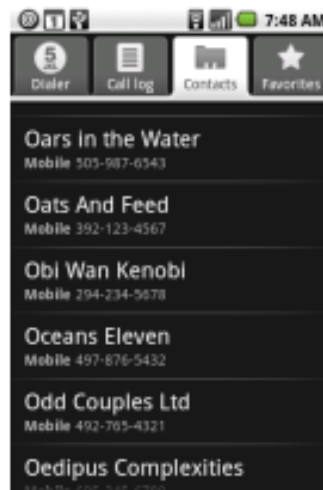 7:48 AM
Dialer Call log Contacts Favorites
Oars in the Water
Mobile 505-987-6543
Oats And Feed
Mobile 392-123-4567
Obi Wan Kenobi
Mobile 294-234-5678
Oceans Eleven
Mobile 497-876-5432
Odd Couples Ltd
Mobile 492-765-4321
Oedipus Complexities
Mobile